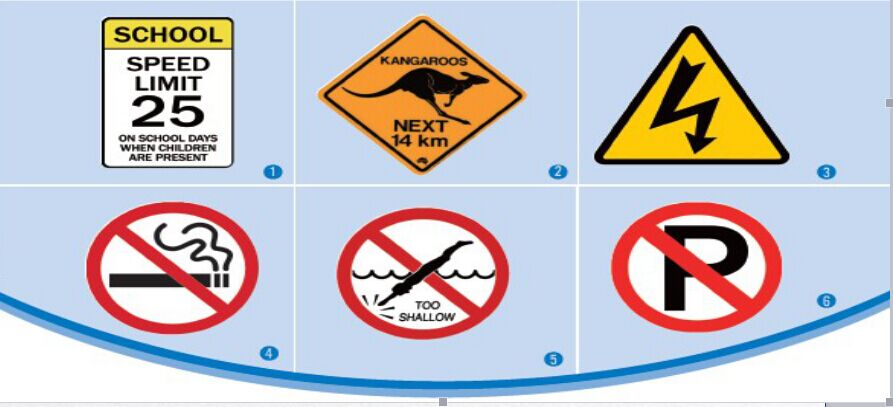 SCHOOL
SPEED
LIMIT
25
ON SCHOOL DAYS
WHEN CHILDREN
ARE PRESENT
1
KANGAROOS
NEXT
14 km
2
3
4
TOO
SHALLOW
5
P
6